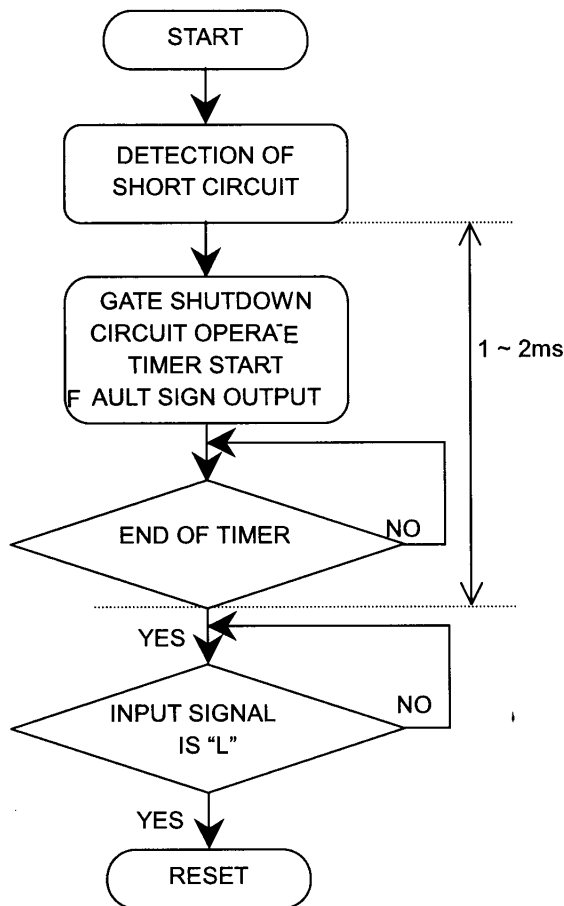 START
DETECTION OF
SHORT CIRCUIT
GATE SHUTDOWN
CIRCUIT OPERATE
TIMER START
F AULT SIGN OUTPUT
1 ~ 2ms
END OF TIMER
NO
YES
INPUT SIGNAL
IS “L”
NO
YES
RESET